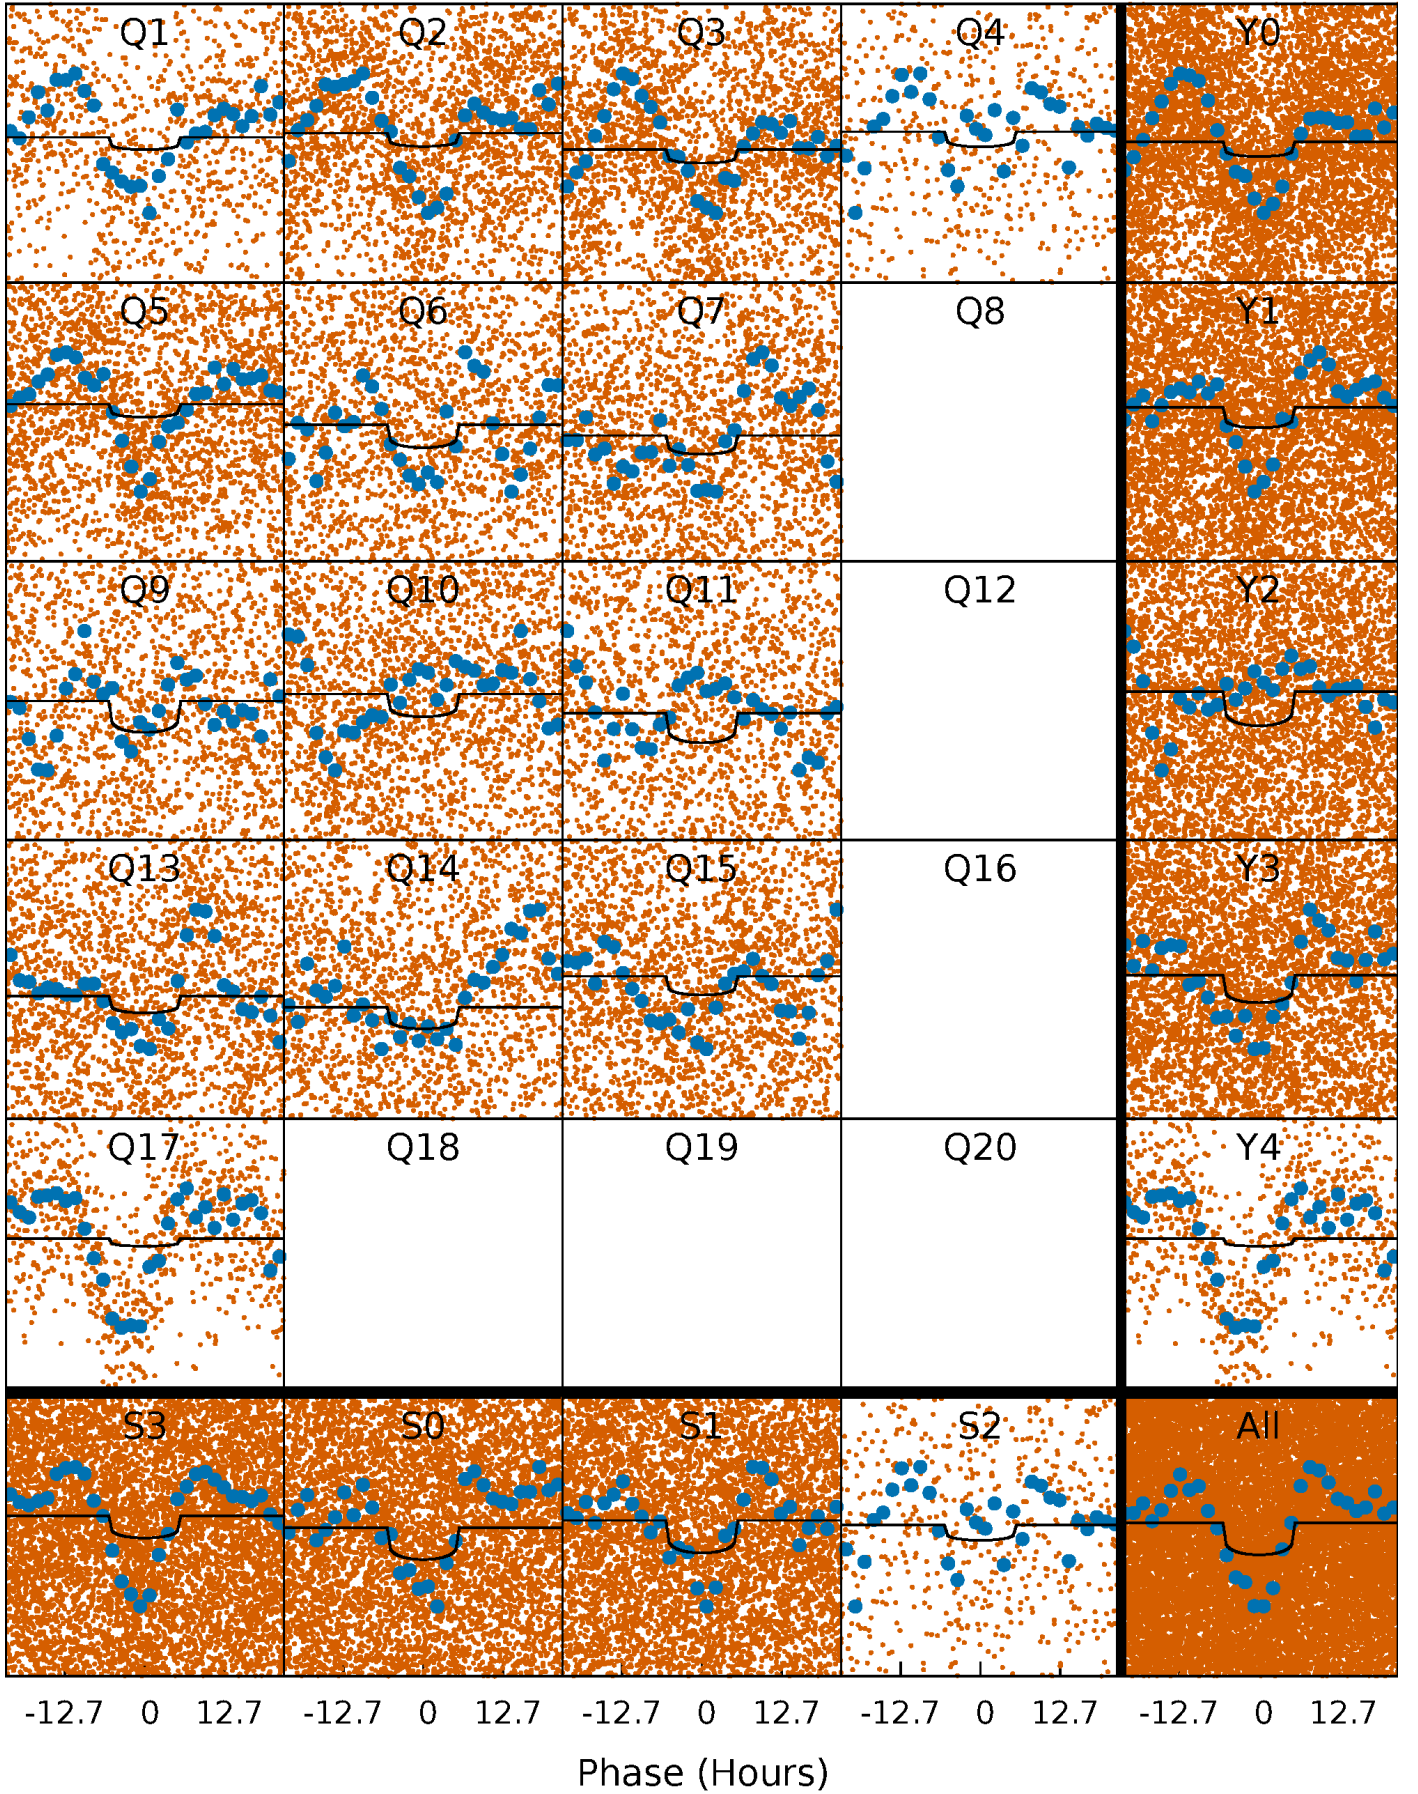 Q1 Q2 Q3 Q4 Y0
Q5 Q6 Q7 Q8 Y1
Q9 Q10 Q11 Q12 Y2
Q13 Q14 Q15 Q16 Y3
Q17 Q18 Q19 Q20 Y4
S3 S0 S1 S2 All
-12.7 0 12.7 -12.7 0 12.7 -12.7 0 12.7 -12.7 0 12.7 -12.7 0 12.7
Phase (Hours)